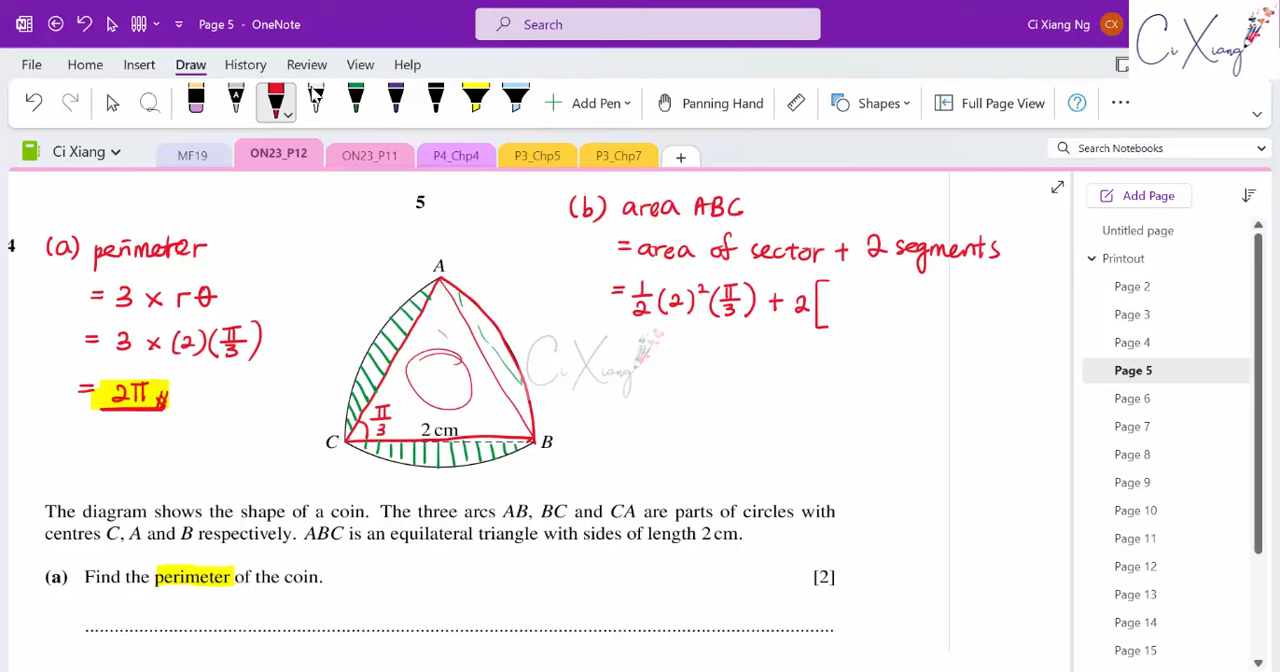 Page 5 - OneNote
Search
Ci Xiang Ng
CX
Ci Xiang
File Home Insert Draw History Review View Help
Add Pen
Panning Hand
Shapes
Full Page View
Ci Xiang
MF19
ON23_P12
ON23_P11
P4_Chp4
P3_Chp5
P3_Chp7
Search Notebooks
5
4
(a) perimeter
= 3 × rθ
= 3 × (2)(π/3)
= 2π
A
π/3
2 cm
C
B
(b) area ABC
= area of sector + 2 segments
= 1/2 (2)² (π/3) + 2[
Ci Xiang
The diagram shows the shape of a coin. The three arcs AB, BC and CA are parts of circles with
centres C, A and B respectively. ABC is an equilateral triangle with sides of length 2 cm.
(a) Find the perimeter of the coin. [2]
Add Page
Untitled page
Printout
Page 2
Page 3
Page 4
Page 5
Page 6
Page 7
Page 8
Page 9
Page 10
Page 11
Page 12
Page 13
Page 14
Page 15